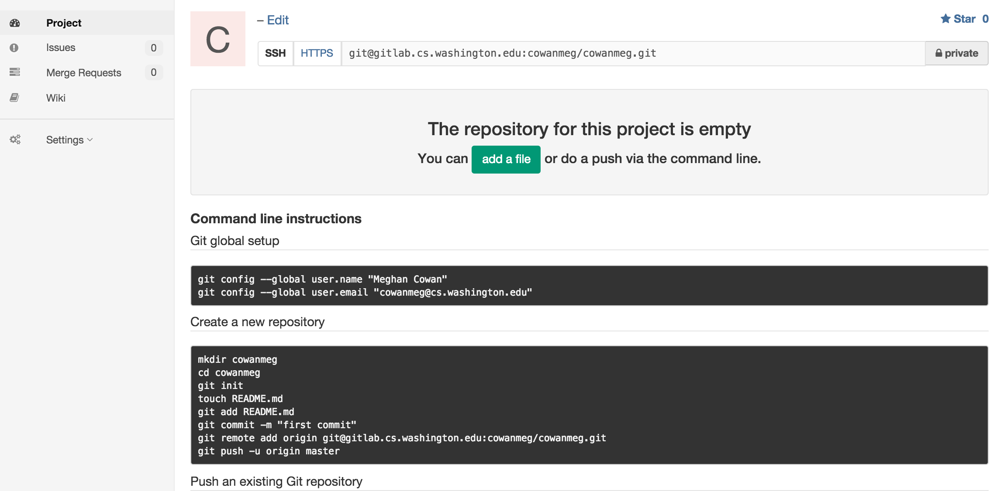 Project
Issues 0
Merge Requests 0
Wiki
Settings
C
– Edit
Star 0
SSH HTTPS git@gitlab.cs.washington.edu:cowanmeg/cowanmeg.git private
The repository for this project is empty
You can add a file or do a push via the command line.
Command line instructions
Git global setup
git config --global user.name "Meghan Cowan"
git config --global user.email "cowanmeg@cs.washington.edu"
Create a new repository
mkdir cowanmeg
cd cowanmeg
git init
touch README.md
git add README.md
git commit -m "first commit"
git remote add origin git@gitlab.cs.washington.edu:cowanmeg/cowanmeg.git
git push -u origin master
Push an existing Git repository